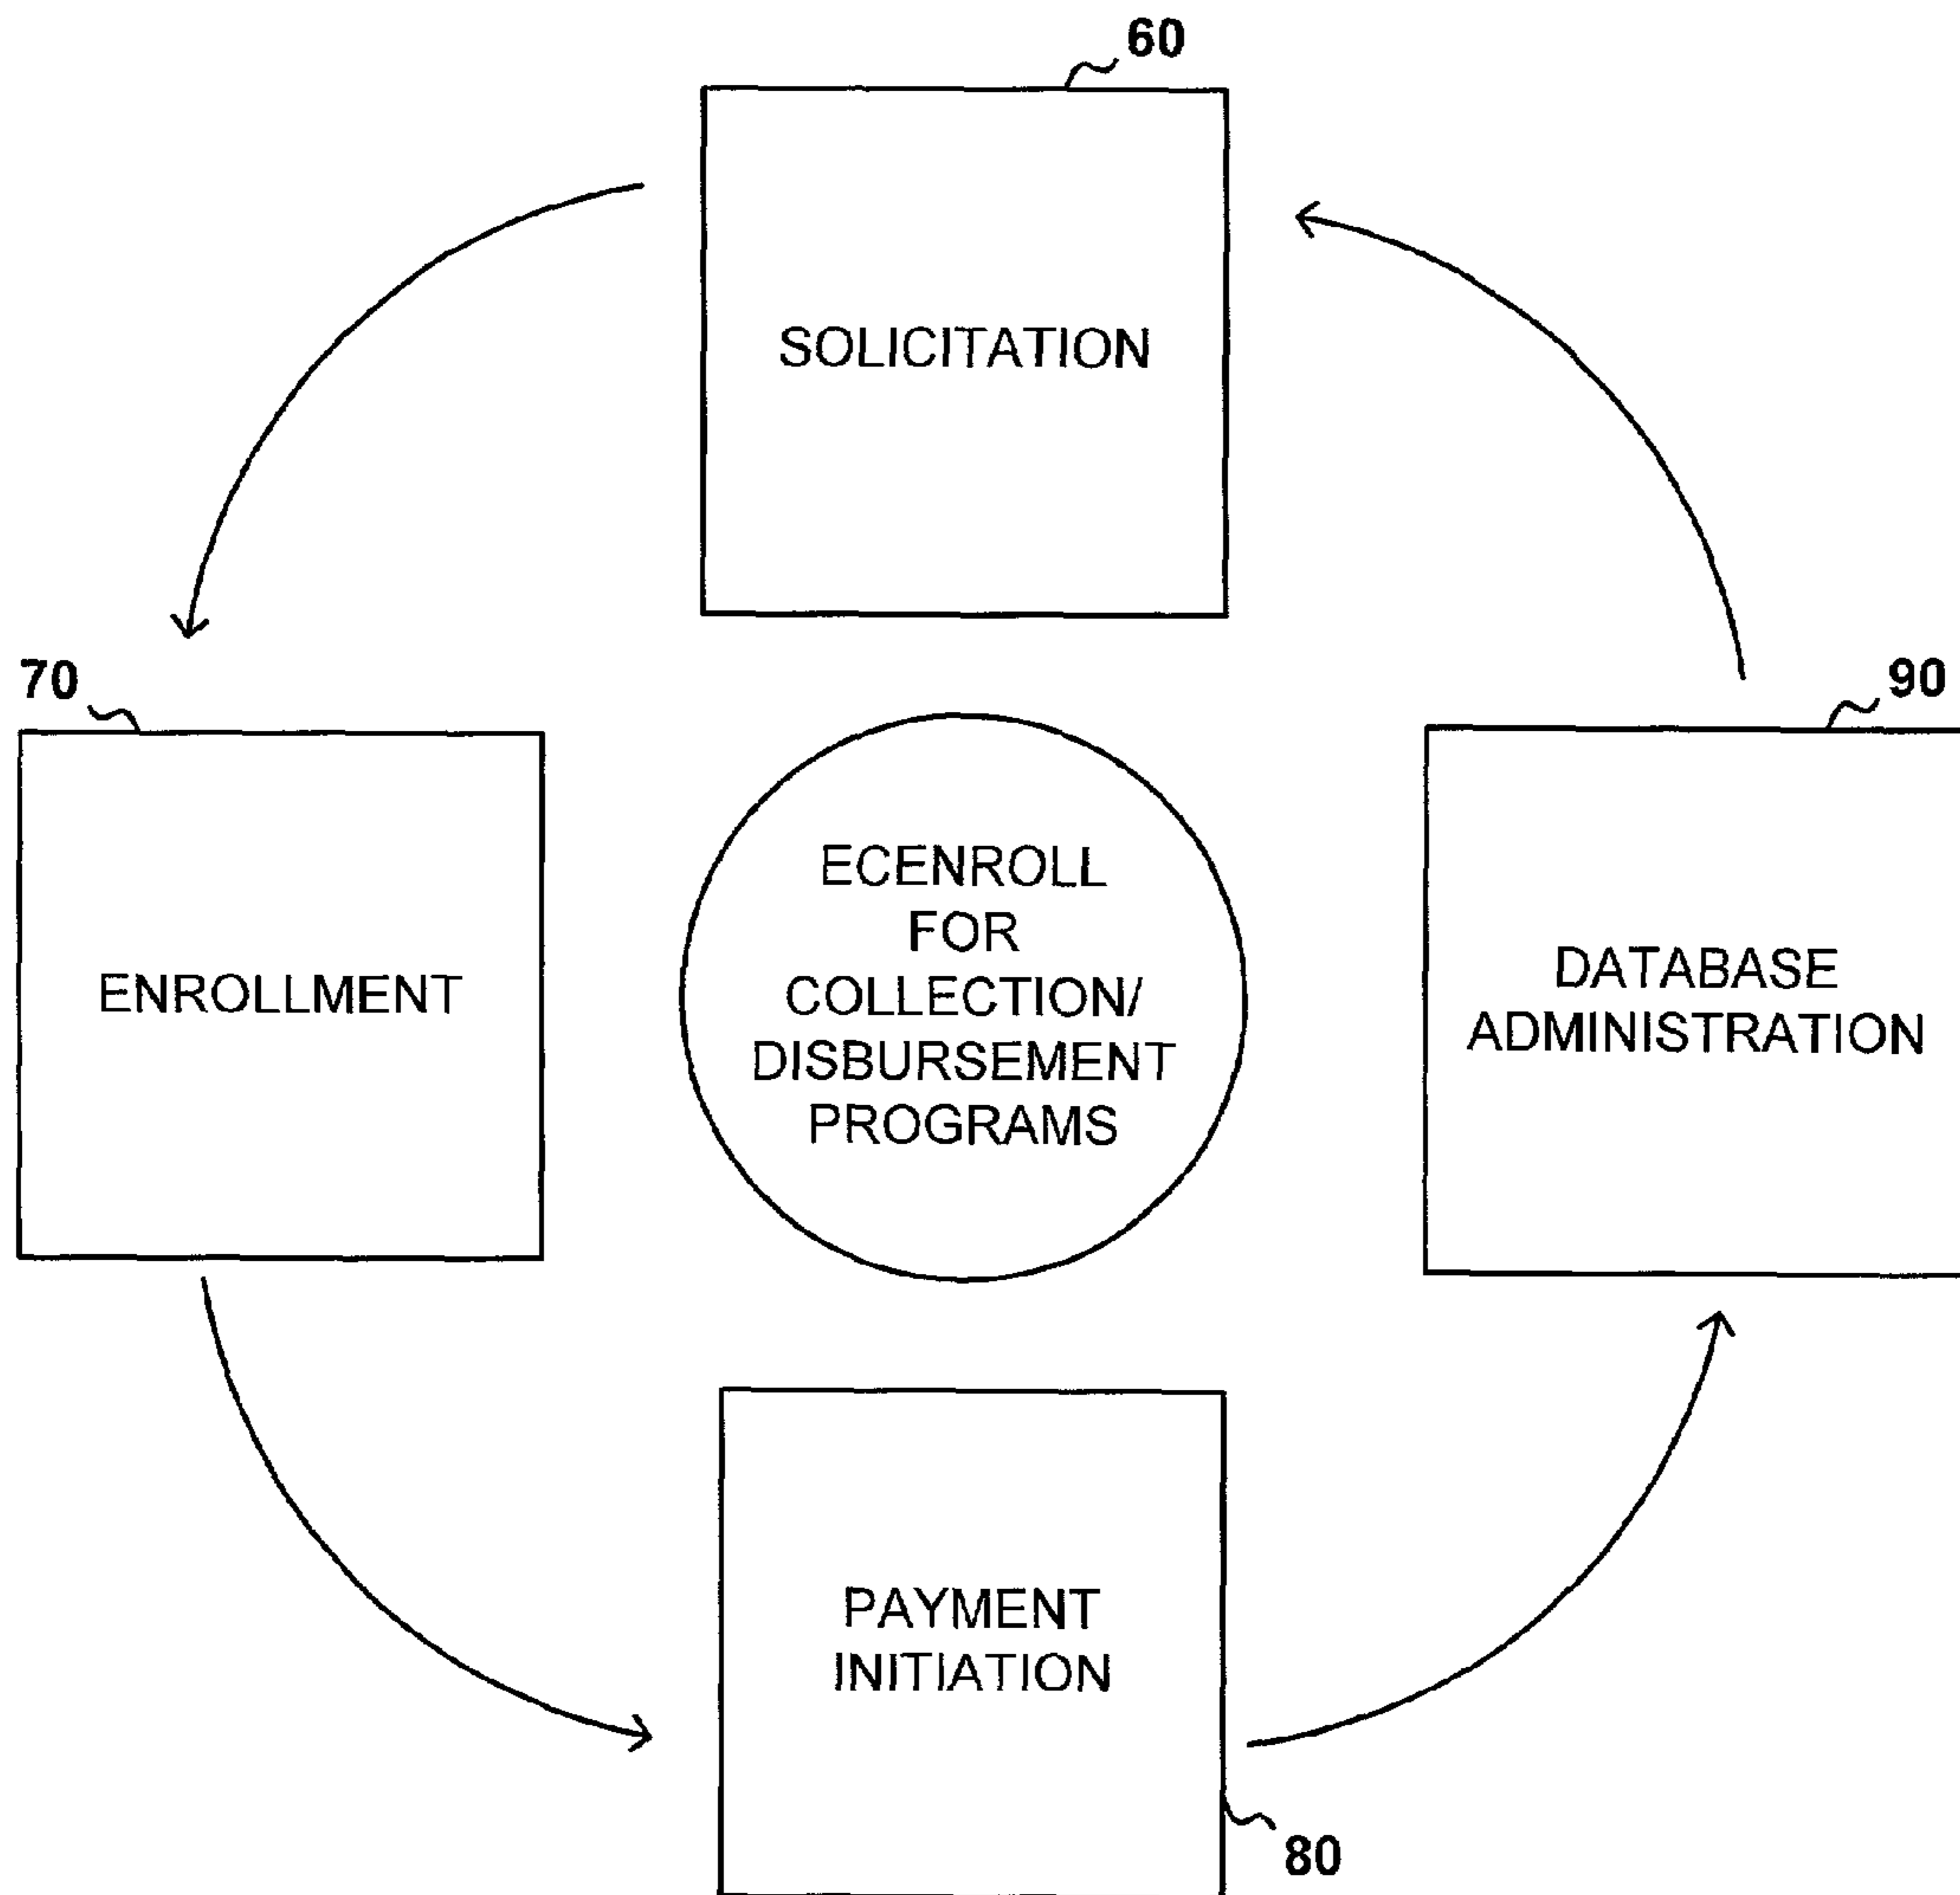 60
SOLICITATION
70
ENROLLMENT
90
DATABASE
ADMINISTRATION
ECENROLL
FOR
COLLECTION/
DISBURSEMENT
PROGRAMS
PAYMENT
INITIATION
80